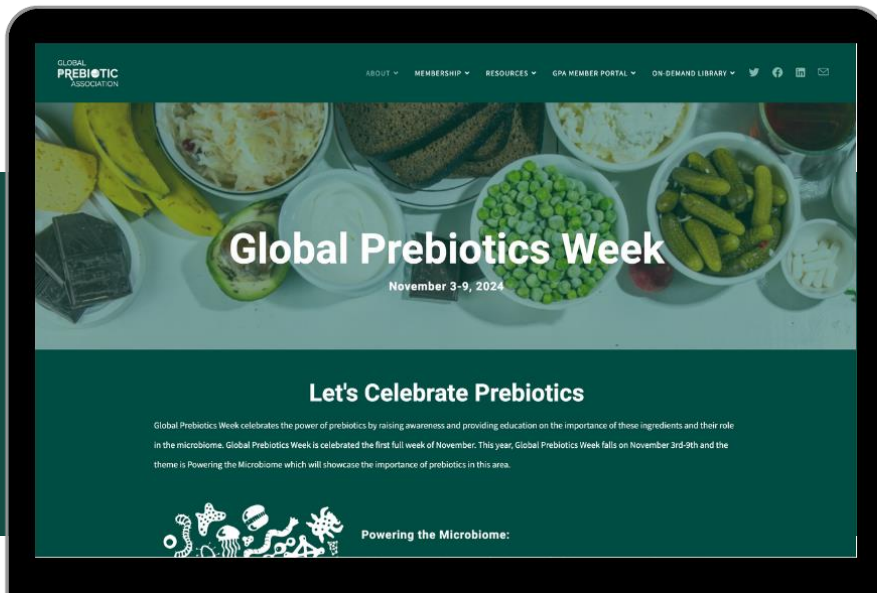 GLOBAL
PREBIOTIC
ASSOCIATION
ABOUT
MEMBERSHIP
RESOURCES
GPA MEMBER PORTAL
ON-DEMAND LIBRARY
Global Prebiotics Week
November 3-9, 2024
Let's Celebrate Prebiotics
Global Prebiotics Week celebrates the power of prebiotics by raising awareness and providing education on the importance of these ingredients and their role
in the microbiome. Global Prebiotics Week is celebrated the first full week of November. This year, Global Prebiotics Week falls on November 3rd-9th and the
theme is Powering the Microbiome which will showcase the importance of prebiotics in this area.
Powering the Microbiome: